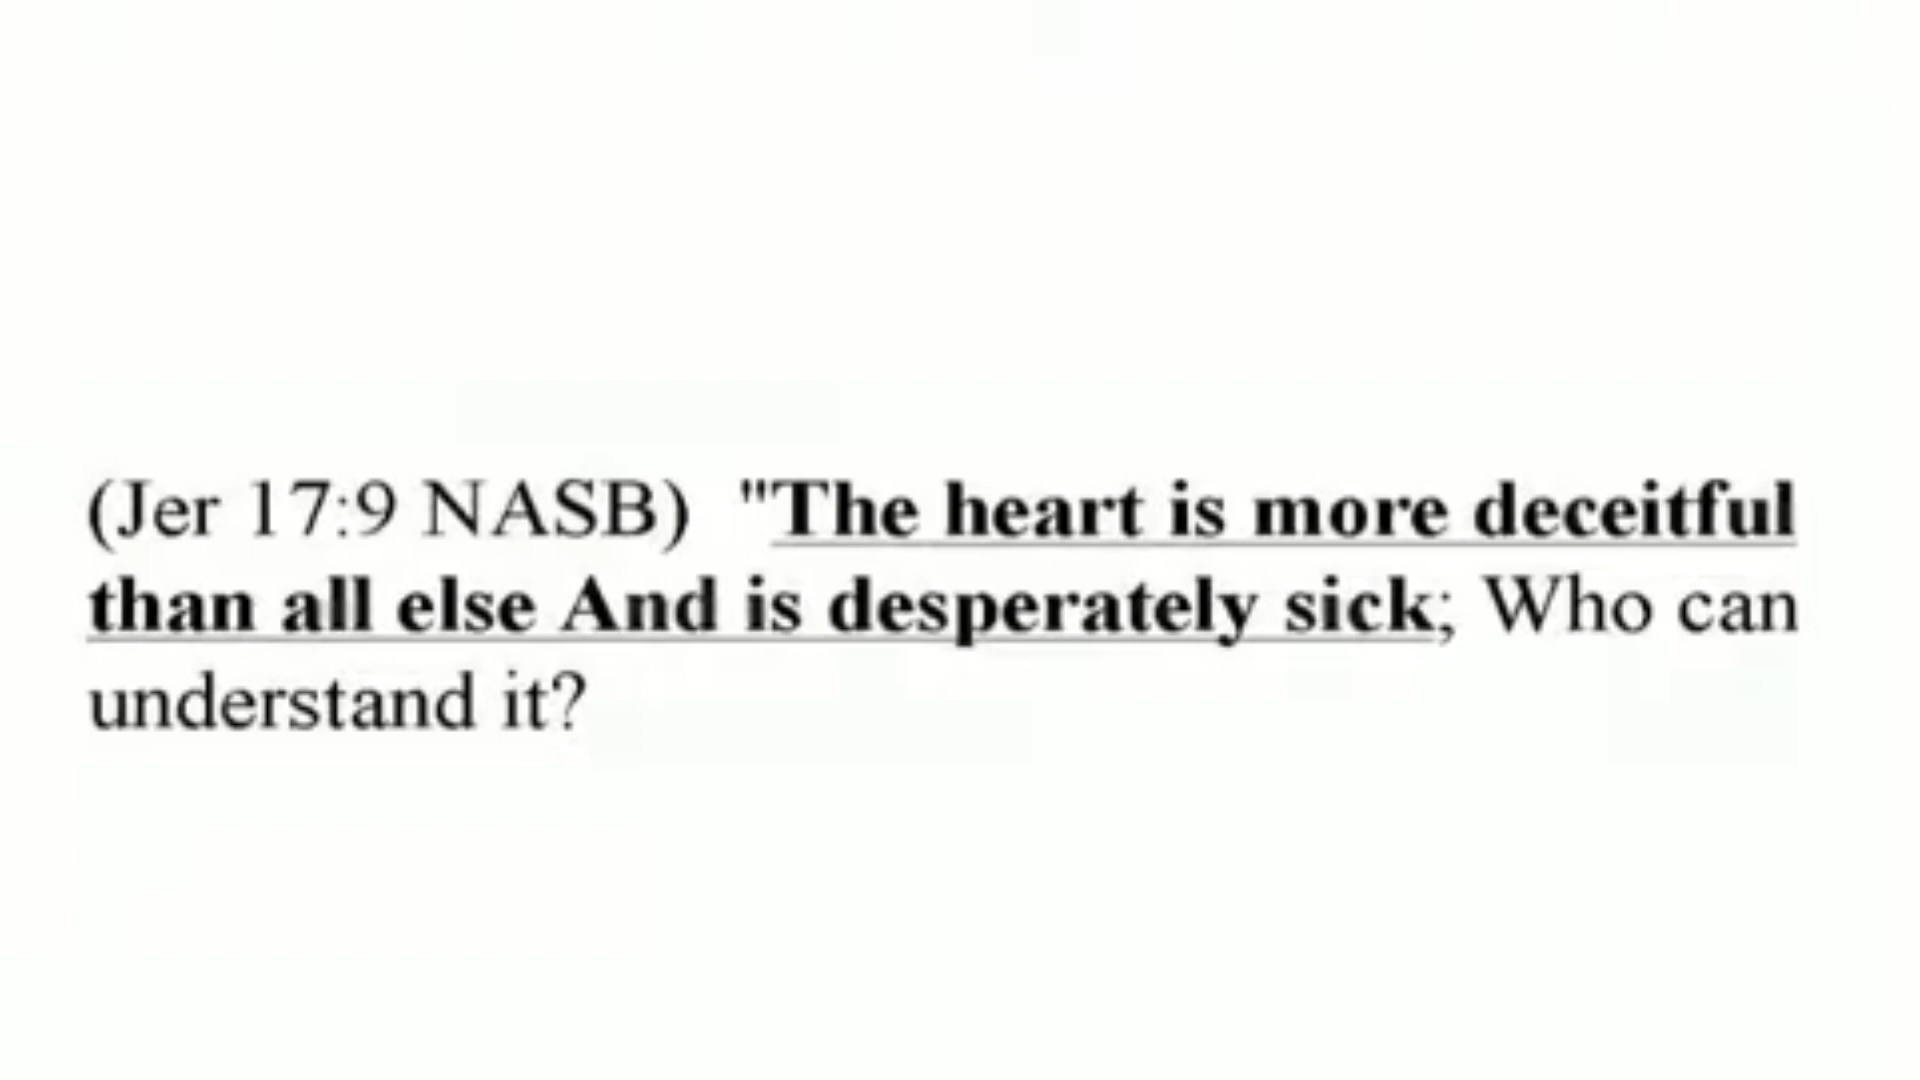 (Jer 17:9 NASB)  "The heart is more deceitful
than all else And is desperately sick; Who can
understand it?